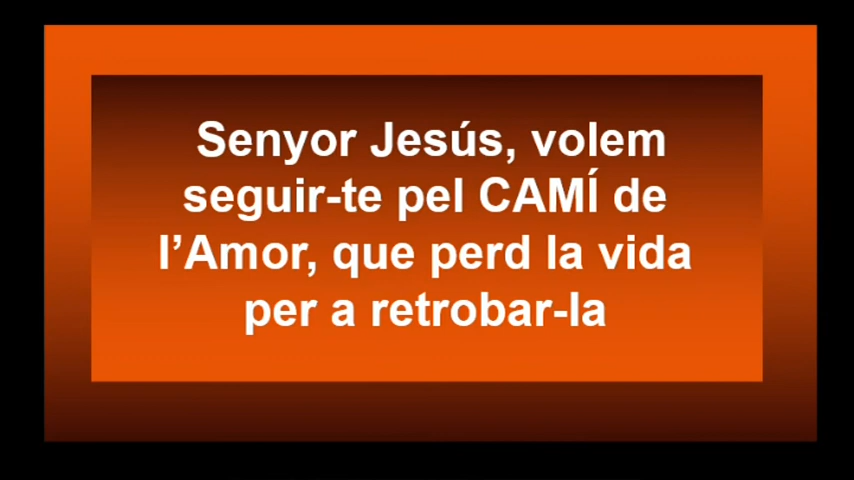 Senyor Jesús, volem
seguir-te pel CAMÍ de
l’Amor, que perd la vida
per a retrobar-la